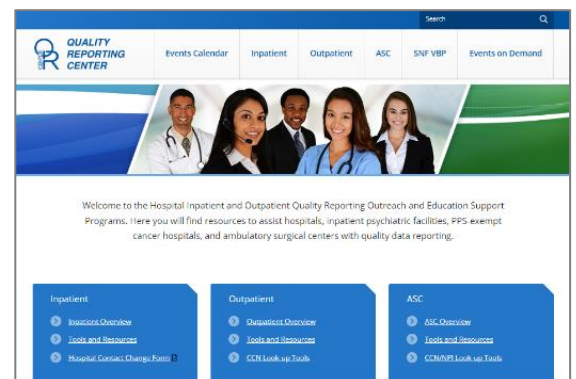 Search
QUALITY
REPORTING
CENTER
Events Calendar
Inpatient
Outpatient
ASC
SNF VBP
Events on Demand
Welcome to the Hospital Inpatient and Outpatient Quality Reporting Outreach and Education Support
Programs. Here you will find resources to assist hospitals, inpatient psychiatric facilities, PPS-exempt
cancer hospitals, and ambulatory surgical centers with quality data reporting.
Inpatient
Inpatient Overview
Tools and Resources
Hospital Contact Change Form
Outpatient
Outpatient Overview
Tools and Resources
CCN Look up Tools
ASC
ASC Overview
Tools and Resources
CCN/NPI Look up Tools